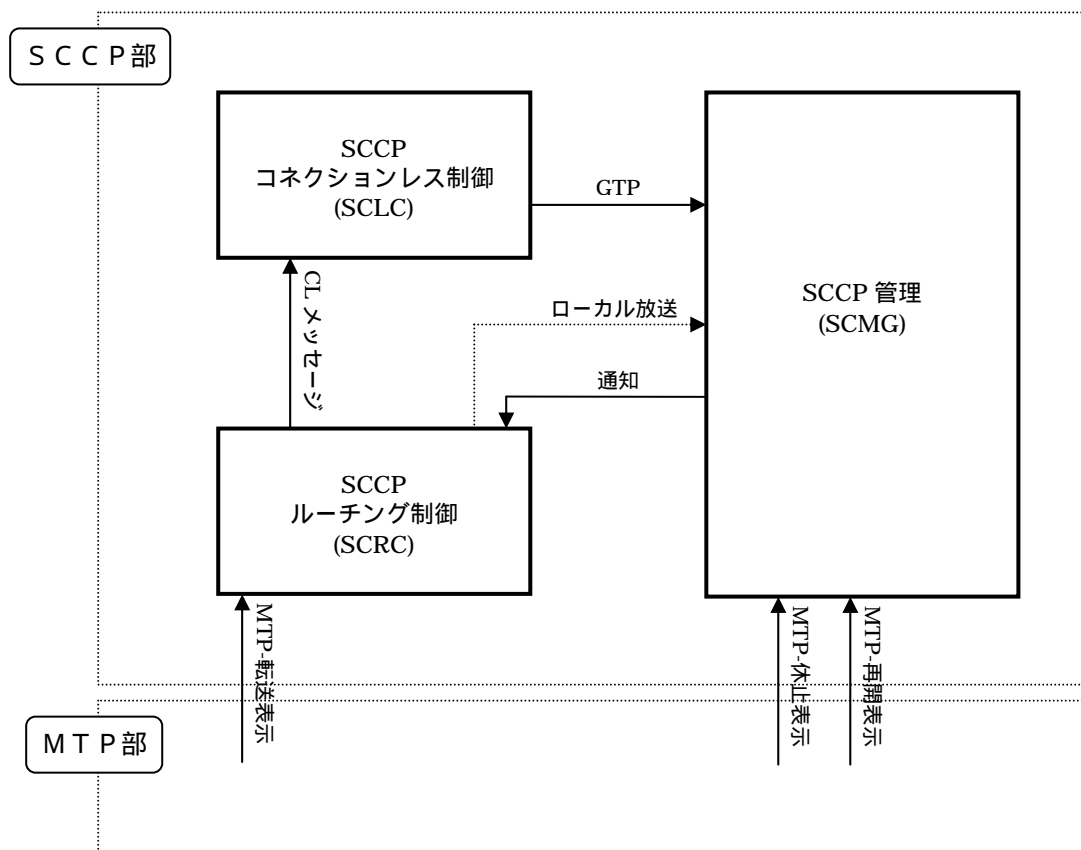 ＳＣＣＰ部
SCCP
コネクションレス制御
(SCLC)
GTP
SCCP 管理
(SCMG)
CL メッセージ
ローカル放送
通知
SCCP
ルーチング制御
(SCRC)
MTP-転送表示
MTP-休止表示
MTP-再開表示
ＭＴＰ部